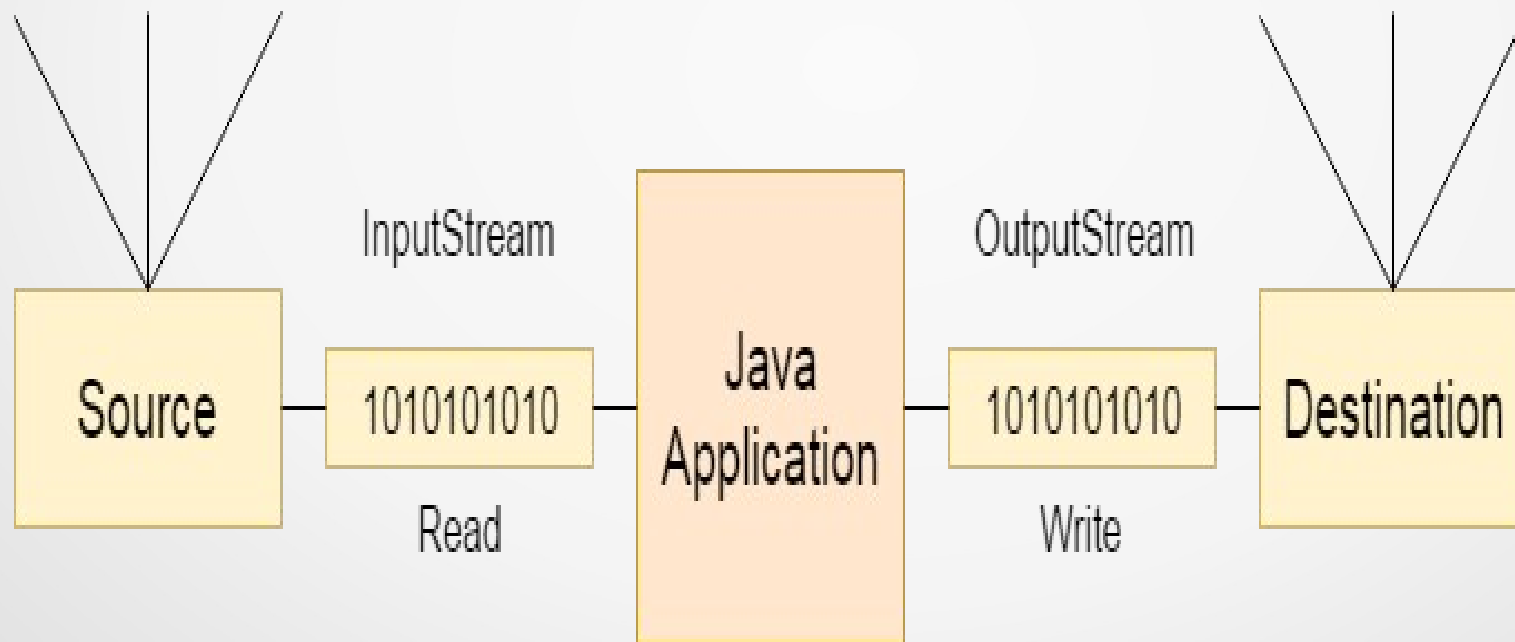 InputStream
OutputStream
Source
1010101010
Java
Application
1010101010
Destination
Read
Write